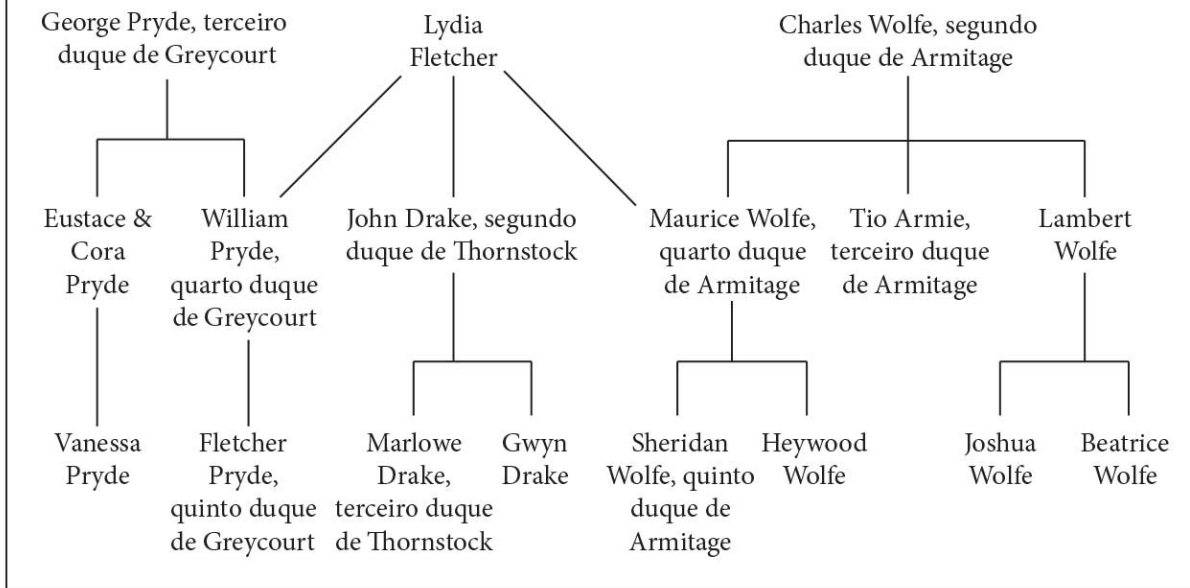 George Pryde, terceiro
duque de Greycourt
Lydia
Fletcher
Charles Wolfe, segundo
duque de Armitage
Eustace &
Cora
Pryde
William
Pryde,
quarto duque
de Greycourt
John Drake, segundo
duque de Thornstock
Maurice Wolfe,
quarto duque
de Armitage
Tio Armie,
terceiro duque
de Armitage
Lambert
Wolfe
Vanessa
Pryde
Fletcher
Pryde,
quinto duque
de Greycourt
Marlowe
Drake,
terceiro duque
de Thornstock
Gwyn
Drake
Sheridan
Wolfe, quinto
duque de
Armitage
Heywood
Wolfe
Joshua
Wolfe
Beatrice
Wolfe